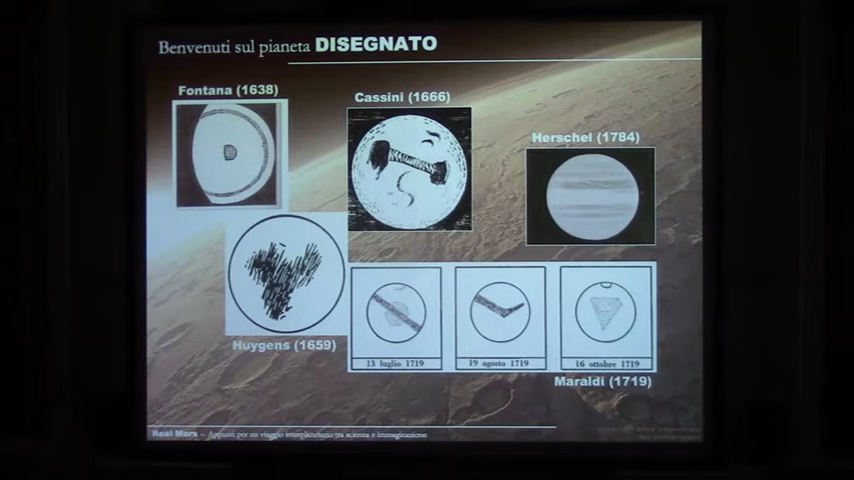 Benvenuti sul pianeta DISEGNATO
Fontana (1638)
Cassini (1666)
Herschel (1784)
Huygens (1659)
13 luglio 1719
19 agosto 1719
16 ottobre 1719
Maraldi (1719)
Real Mars – Appunti per un viaggio interplanetario tra scienza e immaginazione